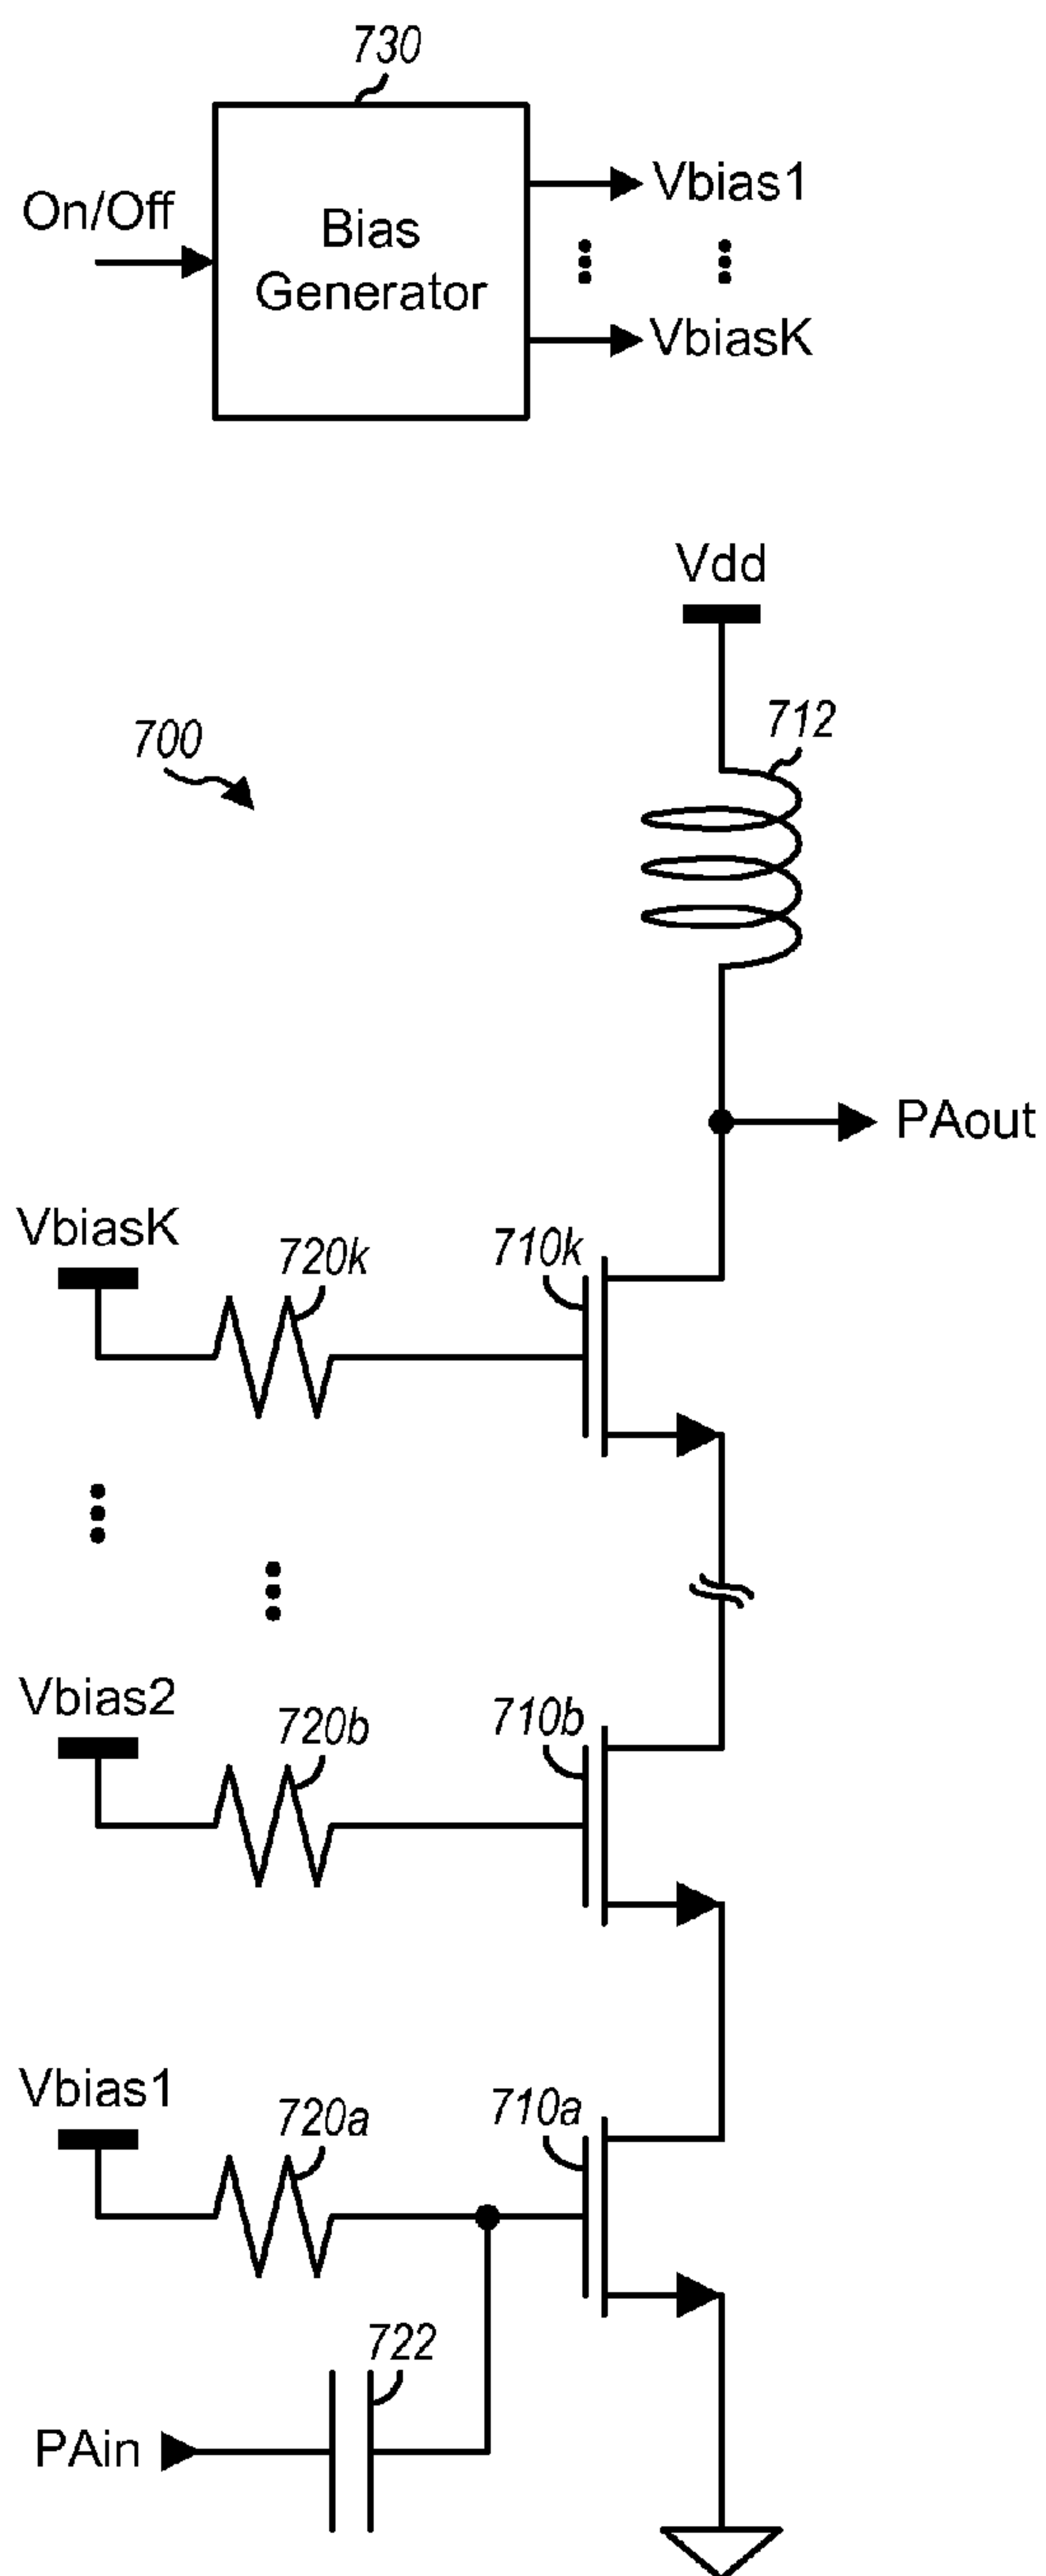 730
On/Off
Bias
Generator
Vbias1
VbiasK
Vdd
712
700
PAout
VbiasK
720k
710k
Vbias2
720b
710b
Vbias1
720a
710a
722
PAin